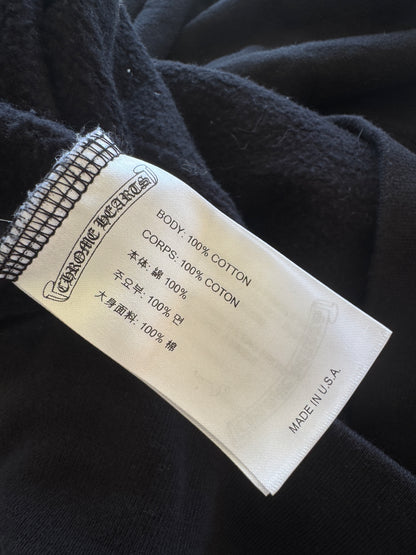 CHROME HEARTS
BODY: 100% COTTON
CORPS: 100% COTON
本体: 綿 100%
주요부: 100% 면
大身面料: 100% 棉
MADE IN U.S.A.